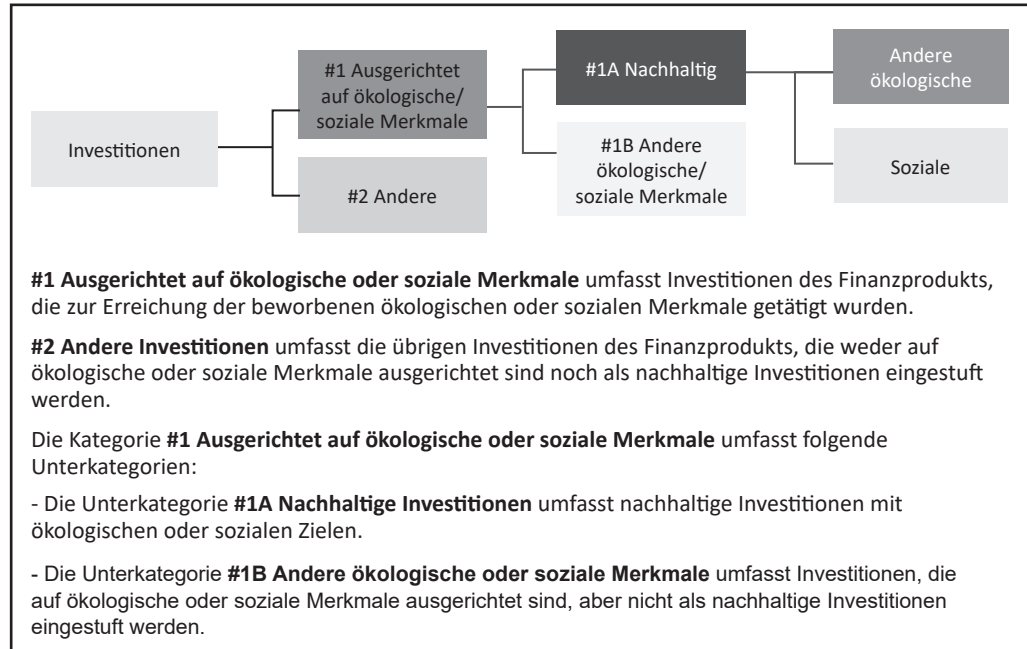 Investitionen
#1 Ausgerichtet
auf ökologische/
soziale Merkmale
#2 Andere
#1A Nachhaltig
#1B Andere
ökologische/
soziale Merkmale
Andere
ökologische
Soziale
#1 Ausgerichtet auf ökologische oder soziale Merkmale umfasst Investitionen des Finanzprodukts,
die zur Erreichung der beworbenen ökologischen oder sozialen Merkmale getätigt wurden.
#2 Andere Investitionen umfasst die übrigen Investitionen des Finanzprodukts, die weder auf
ökologische oder soziale Merkmale ausgerichtet sind noch als nachhaltige Investitionen eingestuft
werden.
Die Kategorie #1 Ausgerichtet auf ökologische oder soziale Merkmale umfasst folgende
Unterkategorien:
- Die Unterkategorie #1A Nachhaltige Investitionen umfasst nachhaltige Investitionen mit
ökologischen oder sozialen Zielen.
- Die Unterkategorie #1B Andere ökologische oder soziale Merkmale umfasst Investitionen, die
auf ökologische oder soziale Merkmale ausgerichtet sind, aber nicht als nachhaltige Investitionen
eingestuft werden.